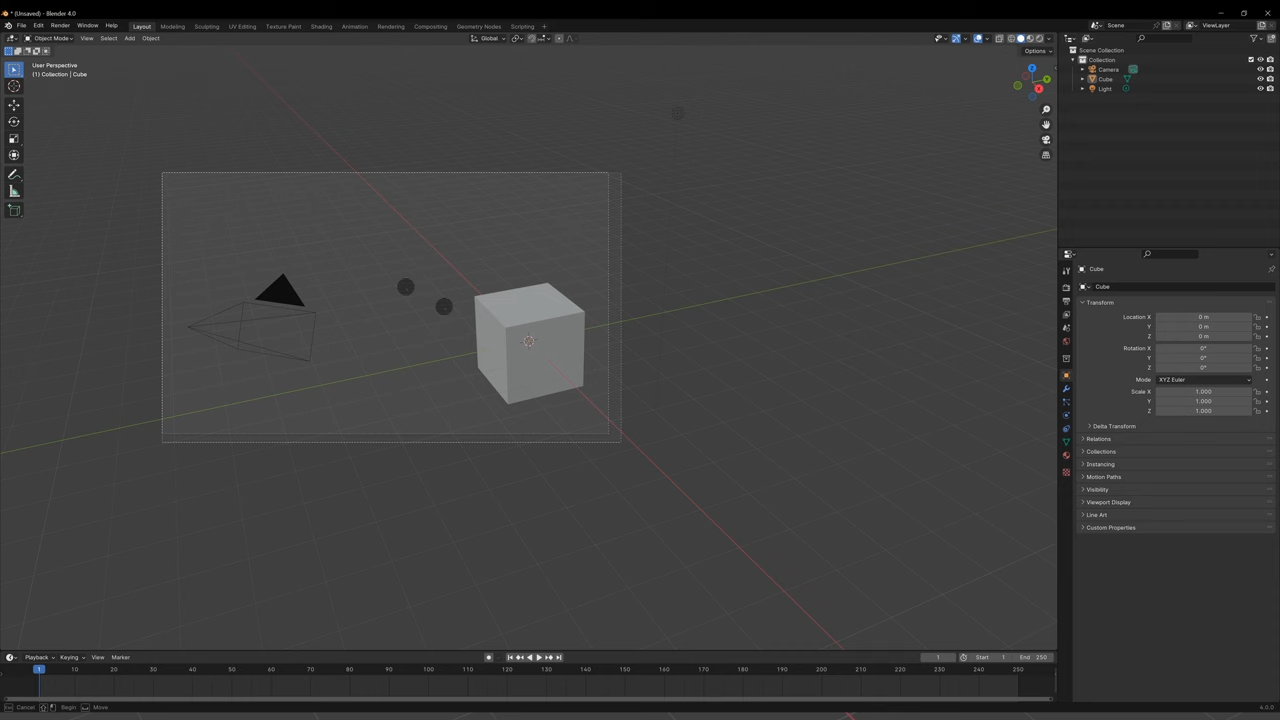 * (Unsaved) - Blender 4.0
File Edit Render Window Help Layout Modeling Sculpting UV Editing Texture Paint Shading Animation Rendering Compositing Geometry Nodes Scripting + Scene ViewLayer
Object Mode View Select Add Object Global
Options
User Perspective
(1) Collection | Cube
Z
Y
X
Scene Collection
Collection
Camera
Cube
Light
Cube
Cube
Transform
Location X 0 m
Y 0 m
Z 0 m
Rotation X 0°
Y 0°
Z 0°
Mode XYZ Euler
Scale X 1.000
Y 1.000
Z 1.000
Delta Transform
Relations
Collections
Instancing
Motion Paths
Visibility
Viewport Display
Line Art
Custom Properties
Playback Keying View Marker 1 Start 1 End 250
1 10 20 30 40 50 60 70 80 90 100 110 120 130 140 150 160 170 180 190 200 210 220 230 240 250
Cancel Begin Move 4.0.0